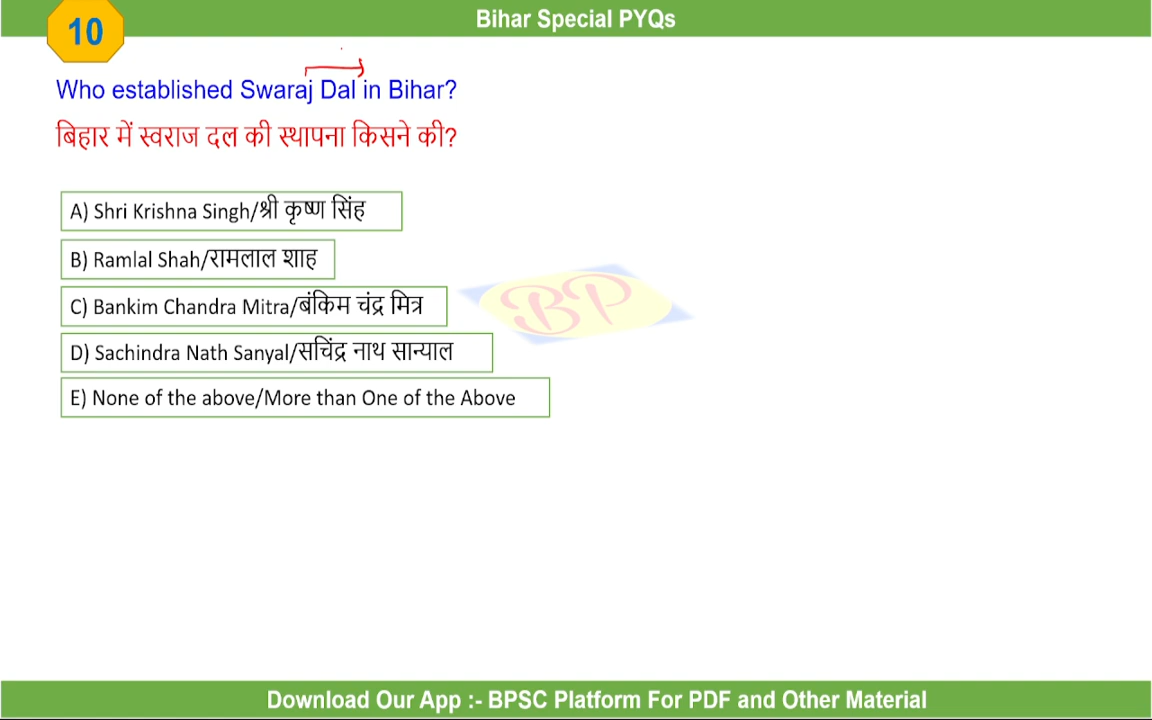 Bihar Special PYQs
10
Who established Swaraj Dal in Bihar?
बिहार में स्वराज दल की स्थापना किसने की?
A) Shri Krishna Singh/श्री कृष्ण सिंह
B) Ramlal Shah/रामलाल शाह
C) Bankim Chandra Mitra/बंकिम चंद्र मित्र
D) Sachindra Nath Sanyal/सचिंद्र नाथ सान्याल
E) None of the above/More than One of the Above
BP
Download Our App :- BPSC Platform For PDF and Other Material